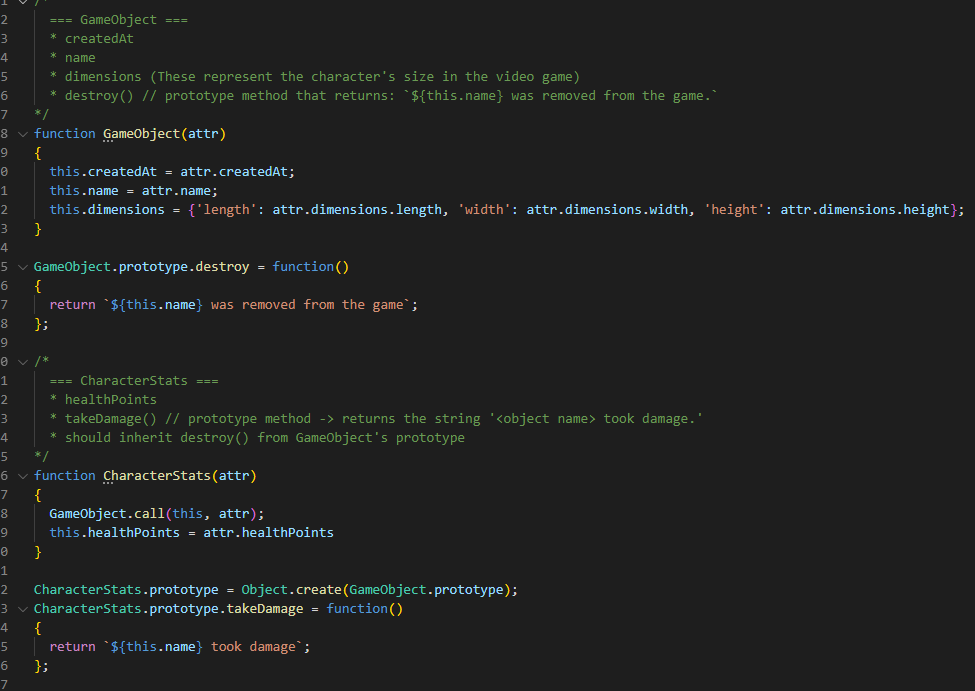 1 /*
2 === GameObject ===
3 * createdAt
4 * name
5 * dimensions (These represent the character's size in the video game)
6 * destroy() // prototype method that returns: `${this.name} was removed from the game.`
7 */
8 function GameObject(attr)
9 {
0 this.createdAt = attr.createdAt;
1 this.name = attr.name;
2 this.dimensions = {'length': attr.dimensions.length, 'width': attr.dimensions.width, 'height': attr.dimensions.height};
3 }
4
5 GameObject.prototype.destroy = function()
6 {
7 return `${this.name} was removed from the game`;
8 };
9
0 /*
1 === CharacterStats ===
2 * healthPoints
3 * takeDamage() // prototype method -> returns the string '<object name> took damage.'
4 * should inherit destroy() from GameObject's prototype
5 */
6 function CharacterStats(attr)
7 {
8 GameObject.call(this, attr);
9 this.healthPoints = attr.healthPoints
0 }
1
2 CharacterStats.prototype = Object.create(GameObject.prototype);
3 CharacterStats.prototype.takeDamage = function()
4 {
5 return `${this.name} took damage`;
6 };
7